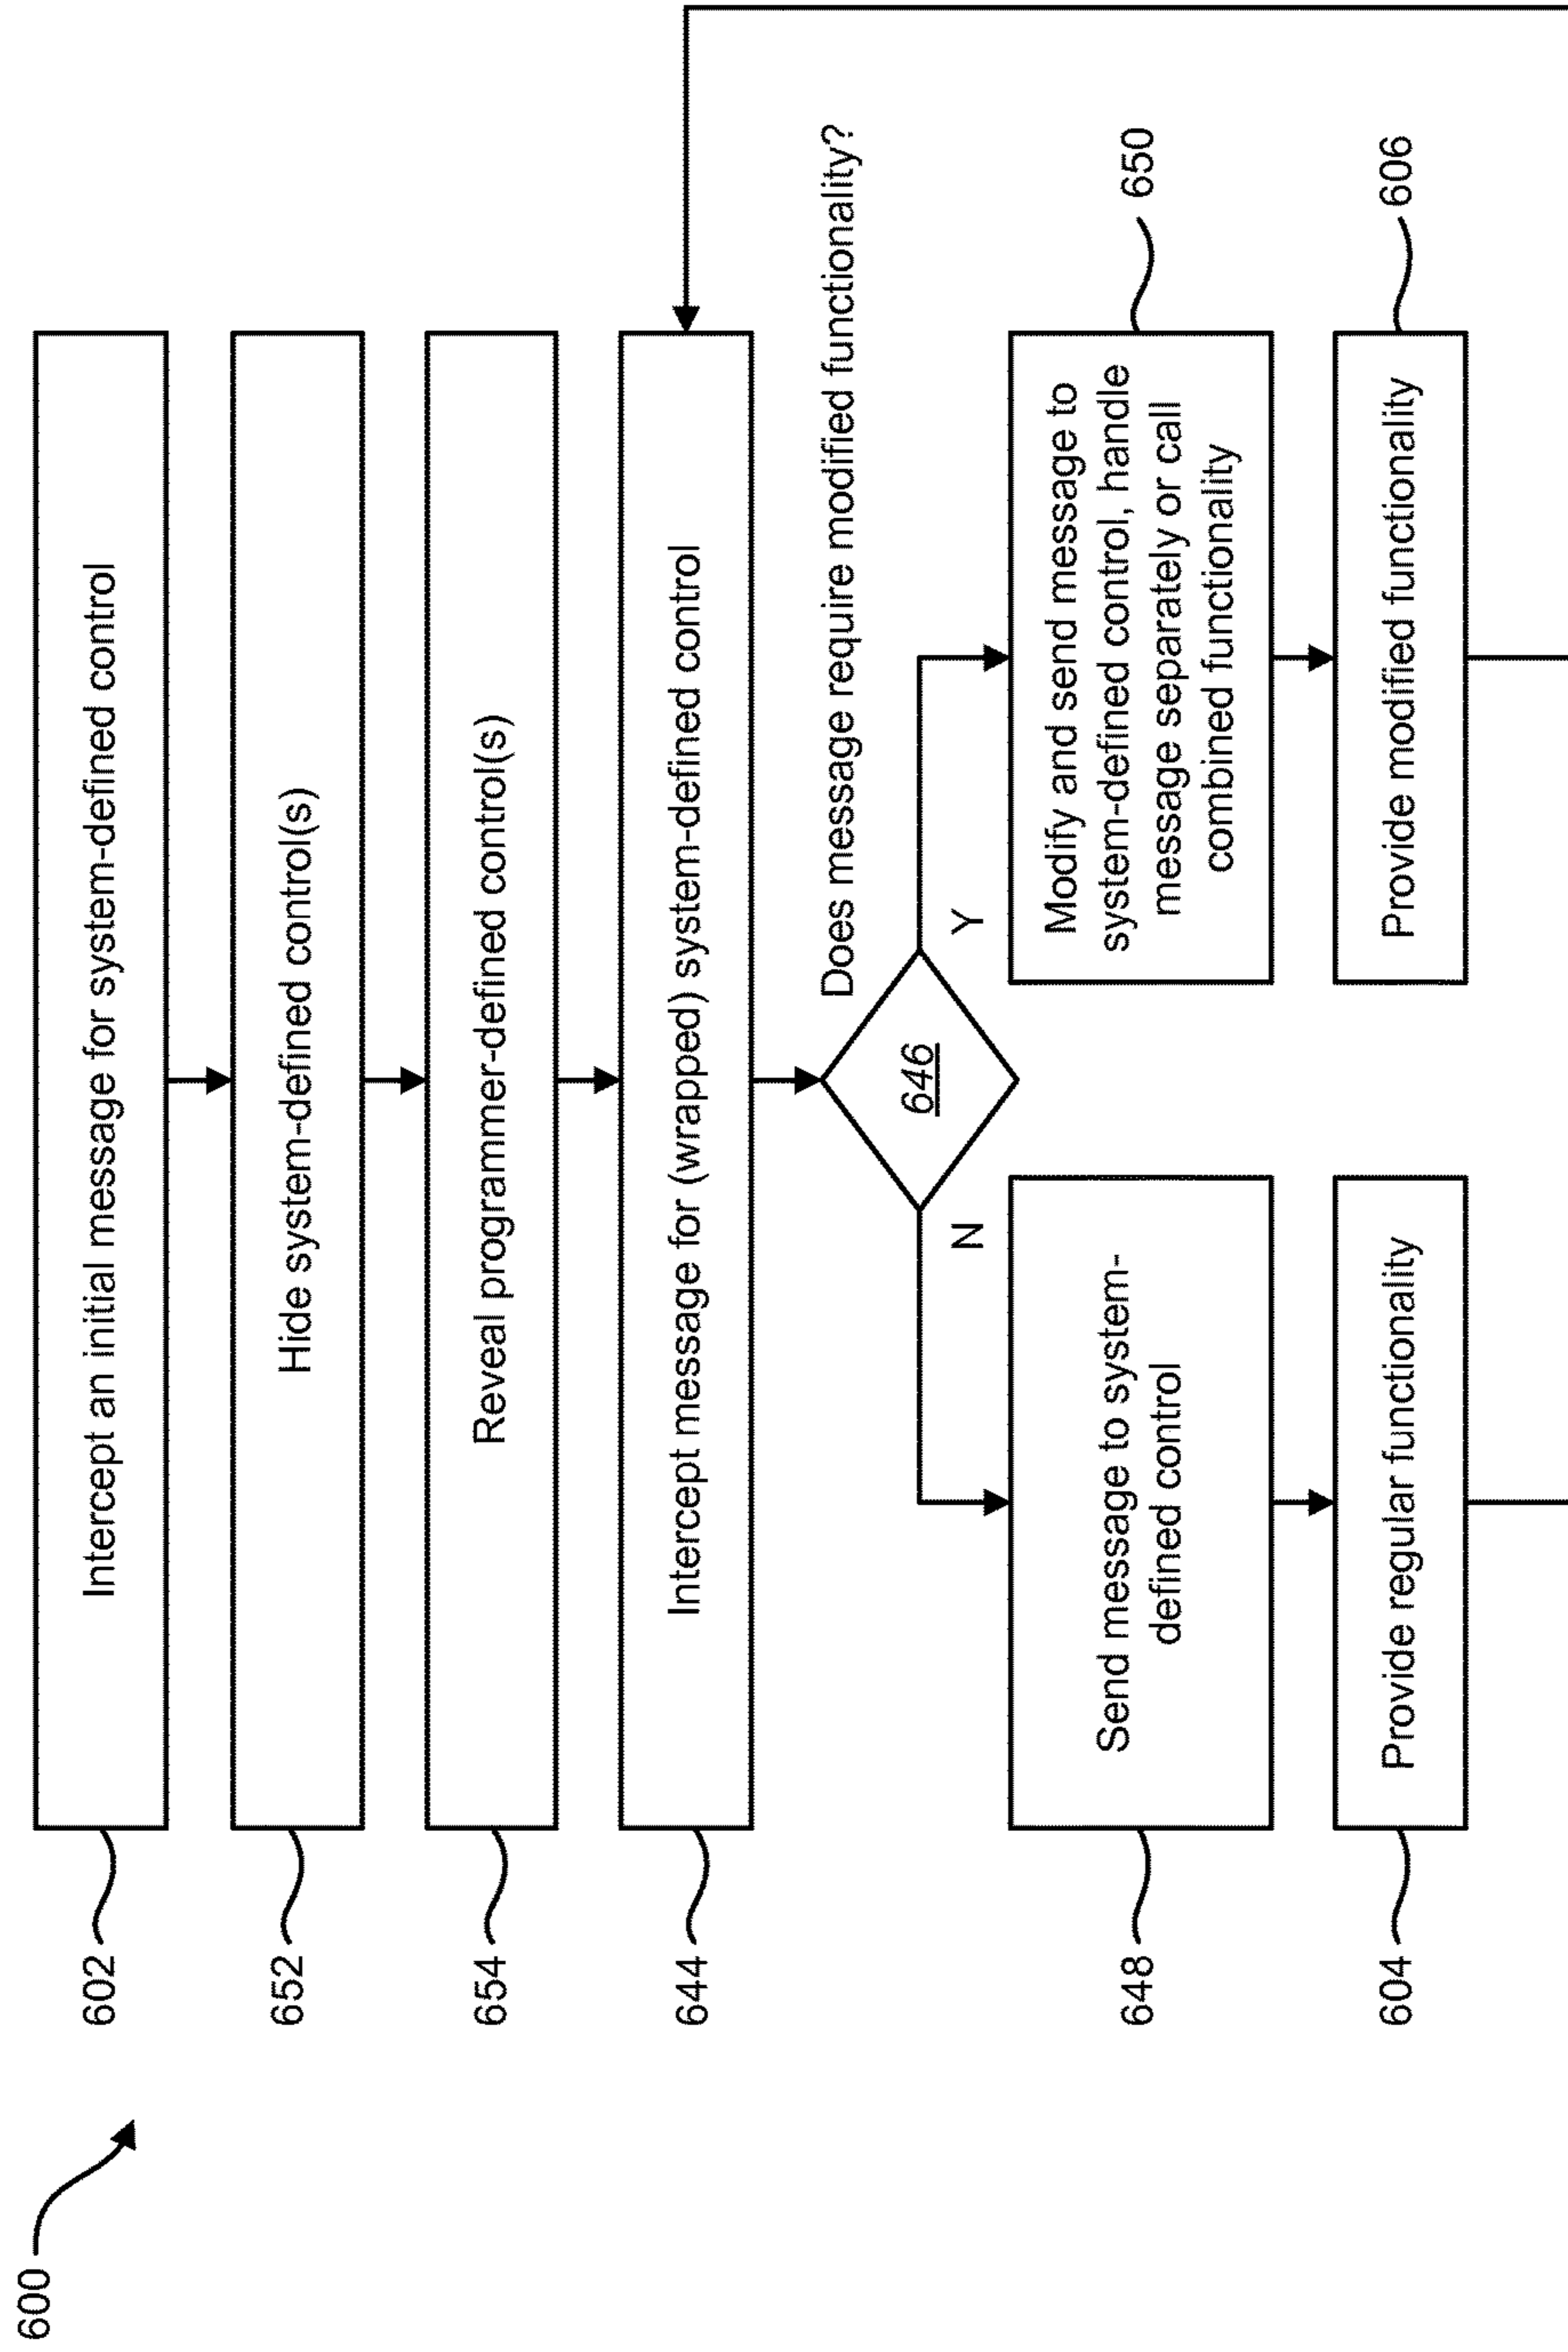 600
602
Intercept an initial message for system-defined control
652
Hide system-defined control(s)
654
Reveal programmer-defined control(s)
644
Intercept message for (wrapped) system-defined control
Does message require modified functionality?
646
N
Y
648
Send message to system-
defined control
Modify and send message to
system-defined control, handle
message separately or call
combined functionality
650
604
Provide regular functionality
Provide modified functionality
606